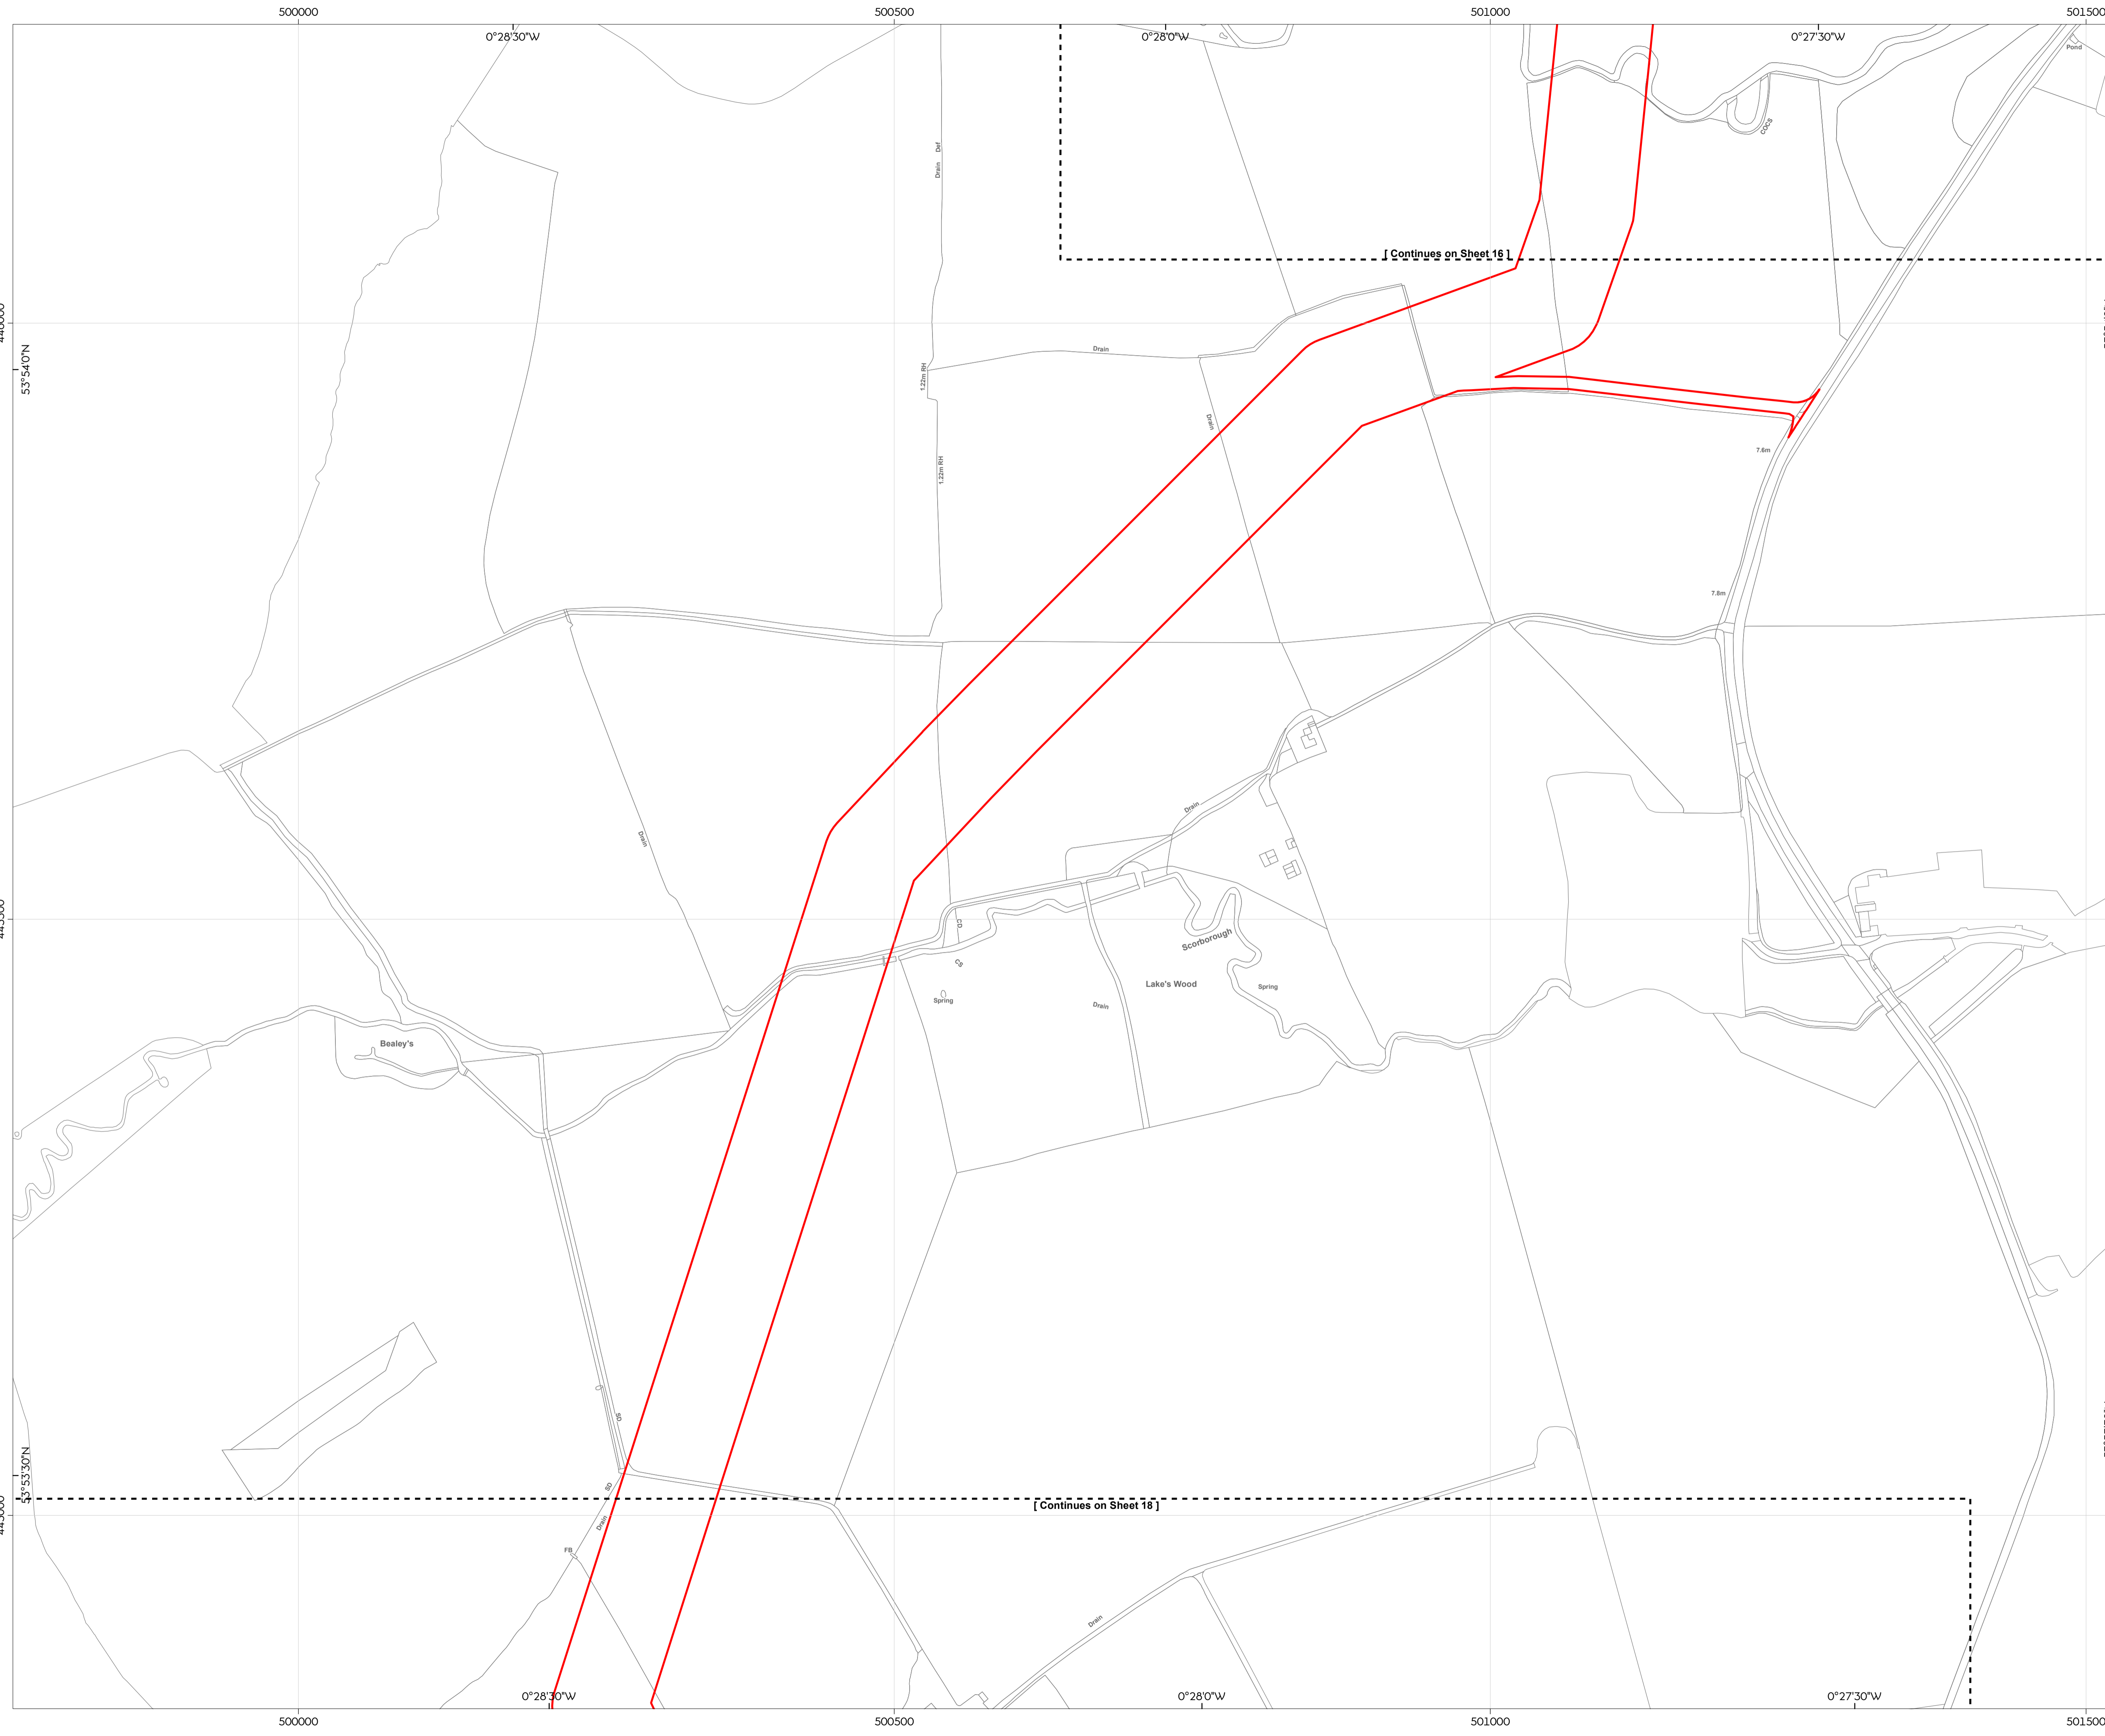 500000
500500
501000
501500
0°28'30"W
0°28'0"W
0°27'30"W
Pond
COCS
Def
Drain
[ Continues on Sheet 16 ]
53°54'0"N
Drain
1.22m RH
Drain
7.6m
1.22m RH
7.8m
Drain
Drain
CD
Scorborough
CS
Lake's Wood
Spring
Spring
Drain
Bealey's
SD
53°53'30"N
SD
[ Continues on Sheet 18 ]
Drain
FB
Drain
0°28'30"W
0°28'0"W
0°27'30"W
500000
500500
501000
501500